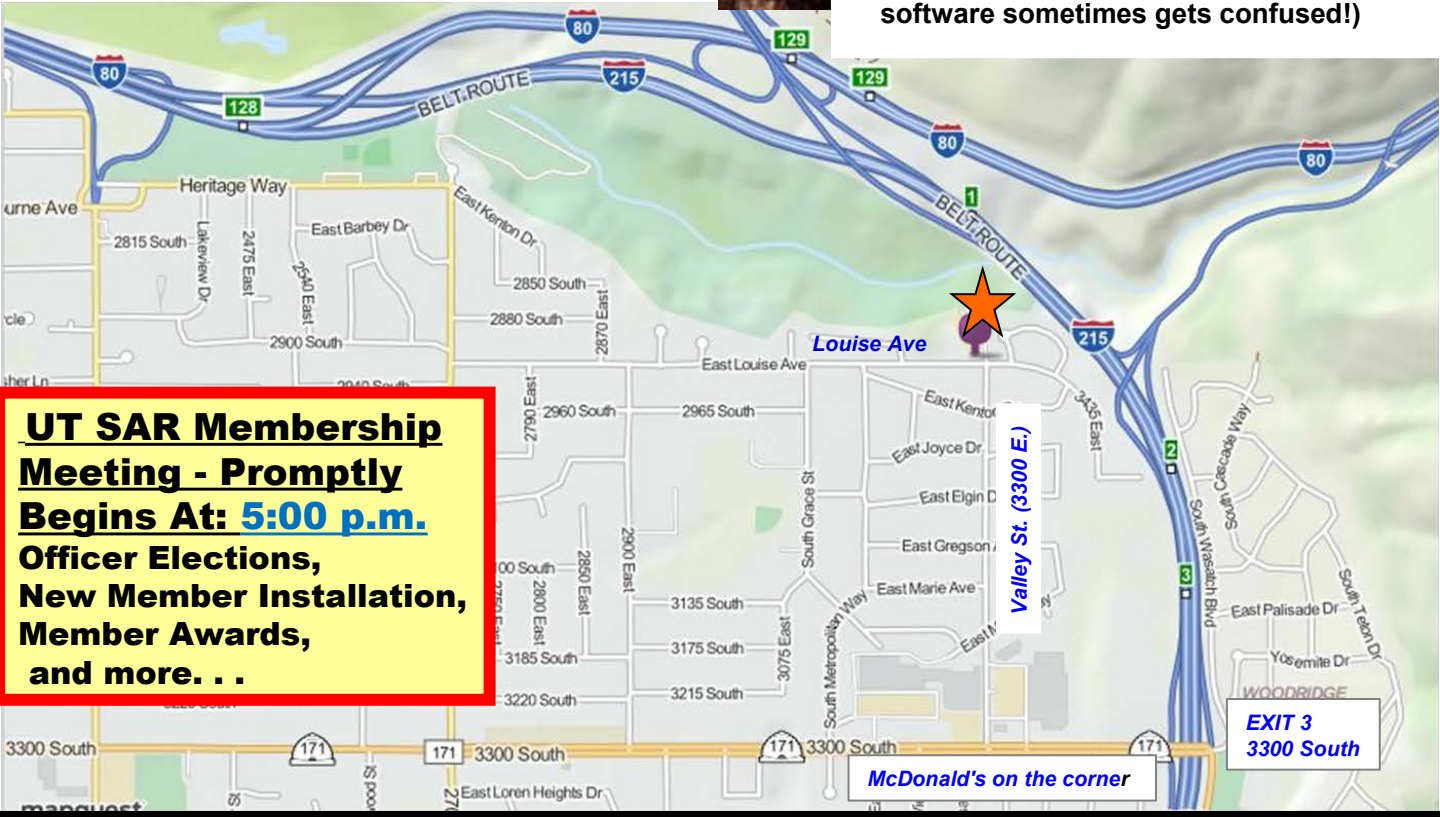 software sometimes gets confused!)
80
129
80
215
129
128
BELT ROUTE
80
80
1
BELT ROUTE
Heritage Way
East Kenton Dr
East Barbey Dr
2815 South
Lakeview Dr
2475 East
2540 East
2850 South
2880 South
2870 East
2900 South
Louise Ave
215
East Louise Ave
2940 South
2790 East
2960 South
2965 South
3435 East
East Joyce Dr
2
South Cascade Way
UT SAR Membership
Meeting - Promptly
Begins At: 5:00 p.m.
Officer Elections,
New Member Installation,
Member Awards,
and more. . .
Valley St. (3300 E.)
East Elgin D
South Grace St
2900 East
East Gregson
South Wasatch Blvd
2850 East
2800 East
3
East Marie Ave
3135 South
East Palisade Dr
South Teton Dr
3175 South
3075 East
South Metropolitan Way
3185 South
Yosemite Dr
3215 South
WOODRIDGE
3220 South
EXIT 3
3300 South
3300 South
171
171
3300 South
171
3300 South
171
McDonald's on the corner
East Loren Heights Dr
mapquest